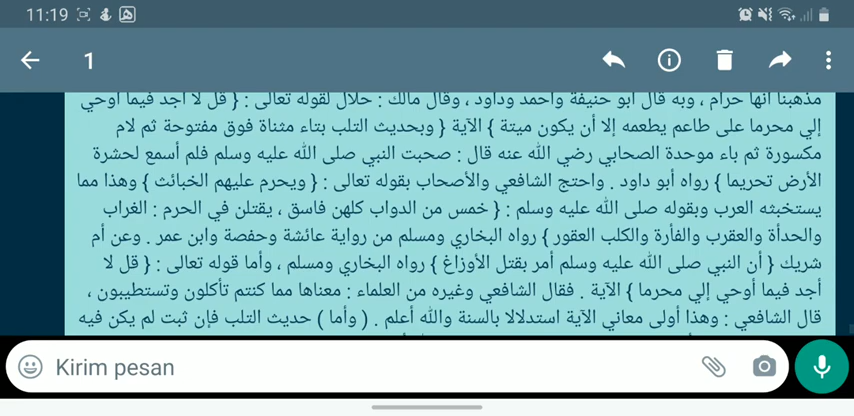 11:19
1
مذهبنا أنها حرام ، وبه قال أبو حنيفة وأحمد وداود ، وقال مالك : حلال لقوله تعالى : { قل لا أجد فيما أوحي
إلي محرما على طاعم يطعمه إلا أن يكون ميتة } الآية { وبحديث التلب بتاء مثناة فوق مفتوحة ثم لام
مكسورة ثم باء موحدة الصحابي رضي الله عنه قال : صحبت النبي صلى الله عليه وسلم فلم أسمع لحشرة
الأرض تحريما } رواه أبو داود . واحتج الشافعي والأصحاب بقوله تعالى : { ويحرم عليهم الخبائث } وهذا مما
يستخبثه العرب وبقوله صلى الله عليه وسلم : { خمس من الدواب كلهن فاسق ، يقتلن في الحرم : الغراب
والحدأة والعقرب والفأرة والكلب العقور } رواه البخاري ومسلم من رواية عائشة وحفصة وابن عمر . وعن أم
شريك { أن النبي صلى الله عليه وسلم أمر بقتل الأوزاغ } رواه البخاري ومسلم ، وأما قوله تعالى : { قل لا
أجد فيما أوحي إلي محرما } الآية . فقال الشافعي وغيره من العلماء : معناها مما كنتم تأكلون وتستطيبون ،
قال الشافعي : وهذا أولى معاني الآية استدلالا بالسنة والله أعلم . ( وأما ) حديث التلب فإن ثبت لم يكن فيه
Kirim pesan